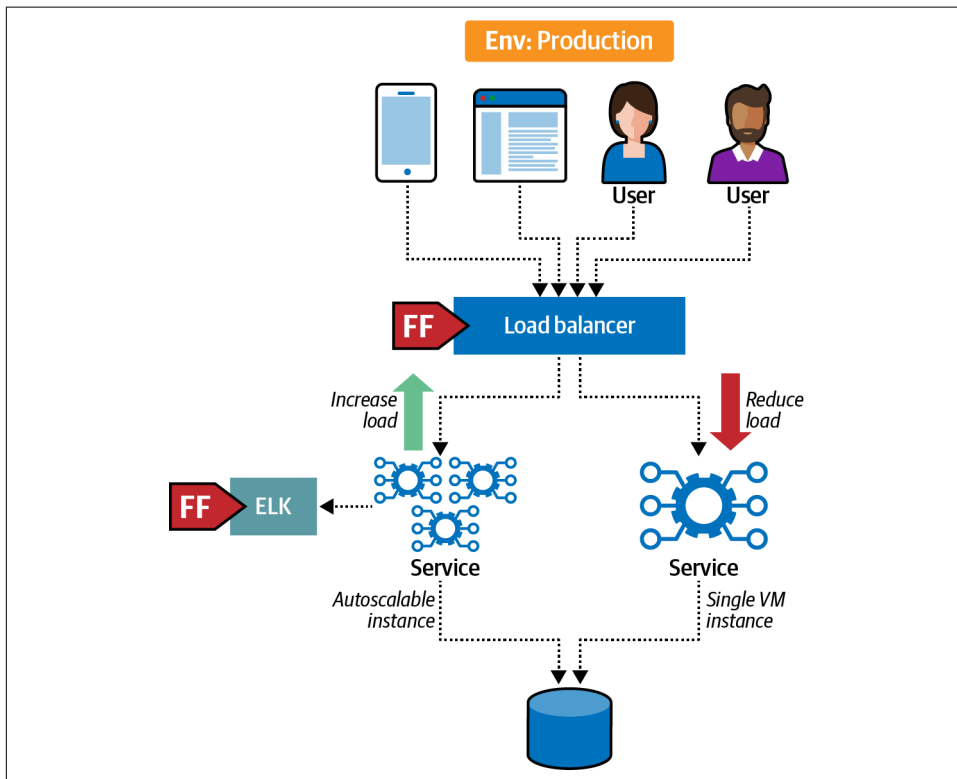 Env: Production
User
User
FF
Load balancer
Increase
load
Reduce
load
FF
ELK
Service
Service
Autoscalable
instance
Single VM
instance